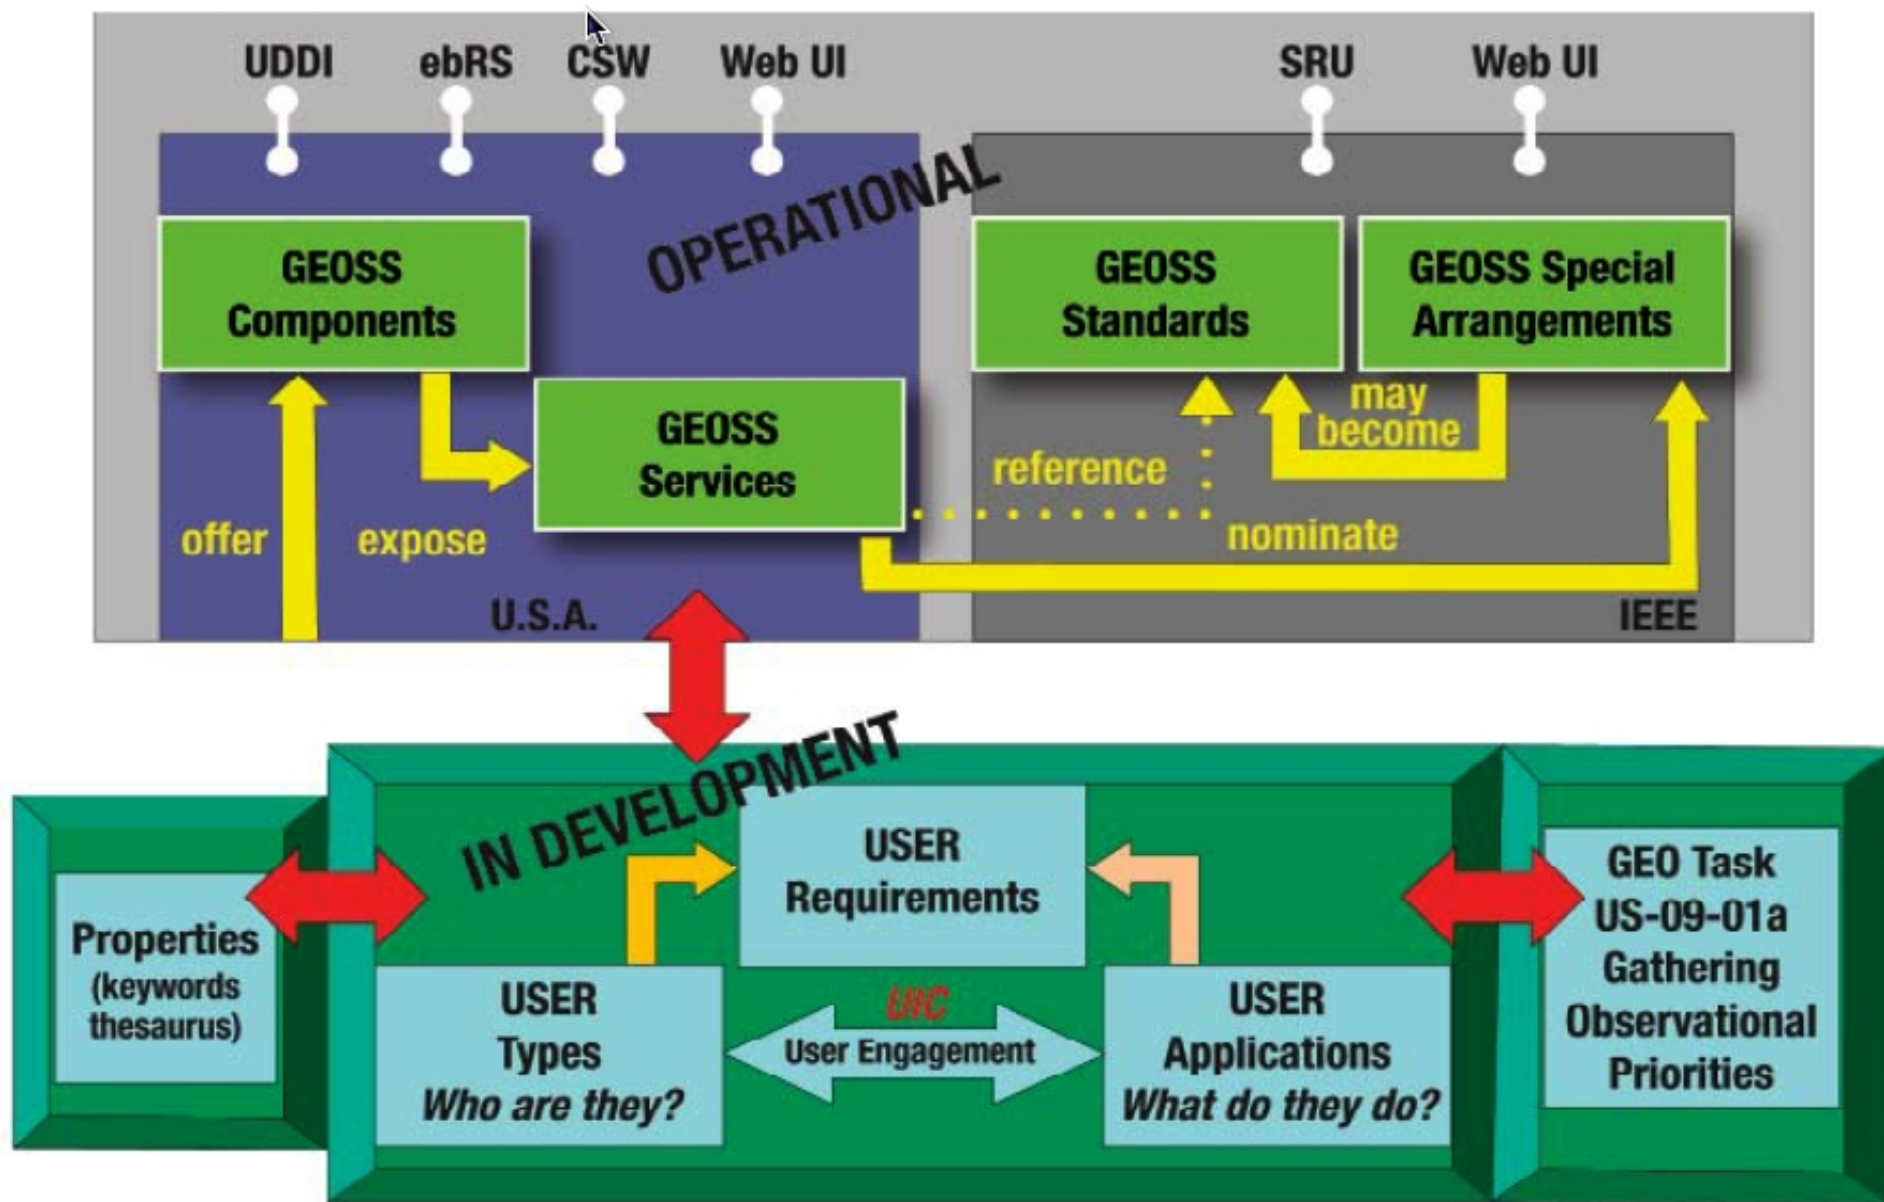 UDDI
ebRS
CSW
Web UI
SRU
Web UI
OPERATIONAL
GEOSS
Components
GEOSS
Standards
GEOSS Special
Arrangements
GEOSS
Services
may
become
reference
offer
expose
nominate
U.S.A.
IEEE
IN DEVELOPMENT
USER
Requirements
Properties
(keywords
thesaurus)
USER
Types
Who are they?
UIC
User Engagement
USER
Applications
What do they do?
GEO Task
US-09-01a
Gathering
Observational
Priorities